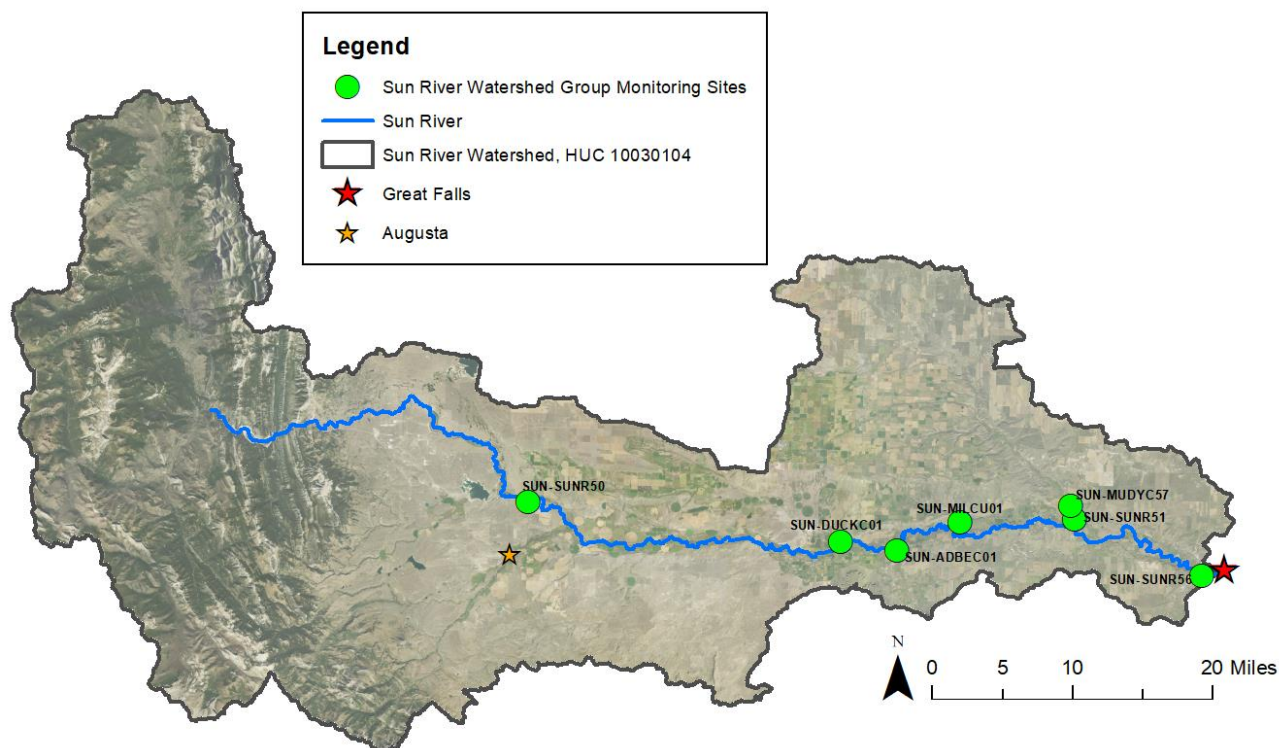 Legend
Sun River Watershed Group Monitoring Sites
Sun River
Sun River Watershed, HUC 10030104
Great Falls
Augusta
SUN-SUNR50
SUN-MUDYC57
SUN-MILCU01
SUN-DUCKC01
SUN-SUNR51
SUN-ADBEC01
SUN-SUNR56
N
0 5 10 20 Miles